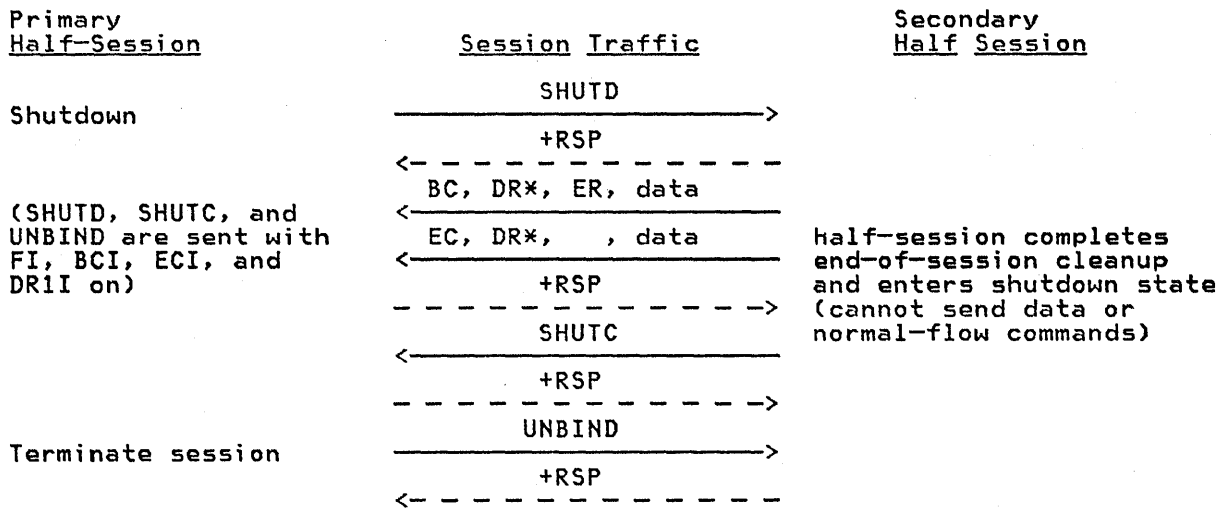 Primary
Half-Session
Session Traffic
Secondary
Half Session
SHUTD
Shutdown
+RSP
BC, DR*, ER, data
(SHUTD, SHUTC, and
UNBIND are sent with
FI, BCI, ECI, and
DR1I on)
EC, DR*, , data
half-session completes
end-of-session cleanup
and enters shutdown state
(cannot send data or
normal-flow commands)
+RSP
SHUTC
+RSP
UNBIND
Terminate session
+RSP